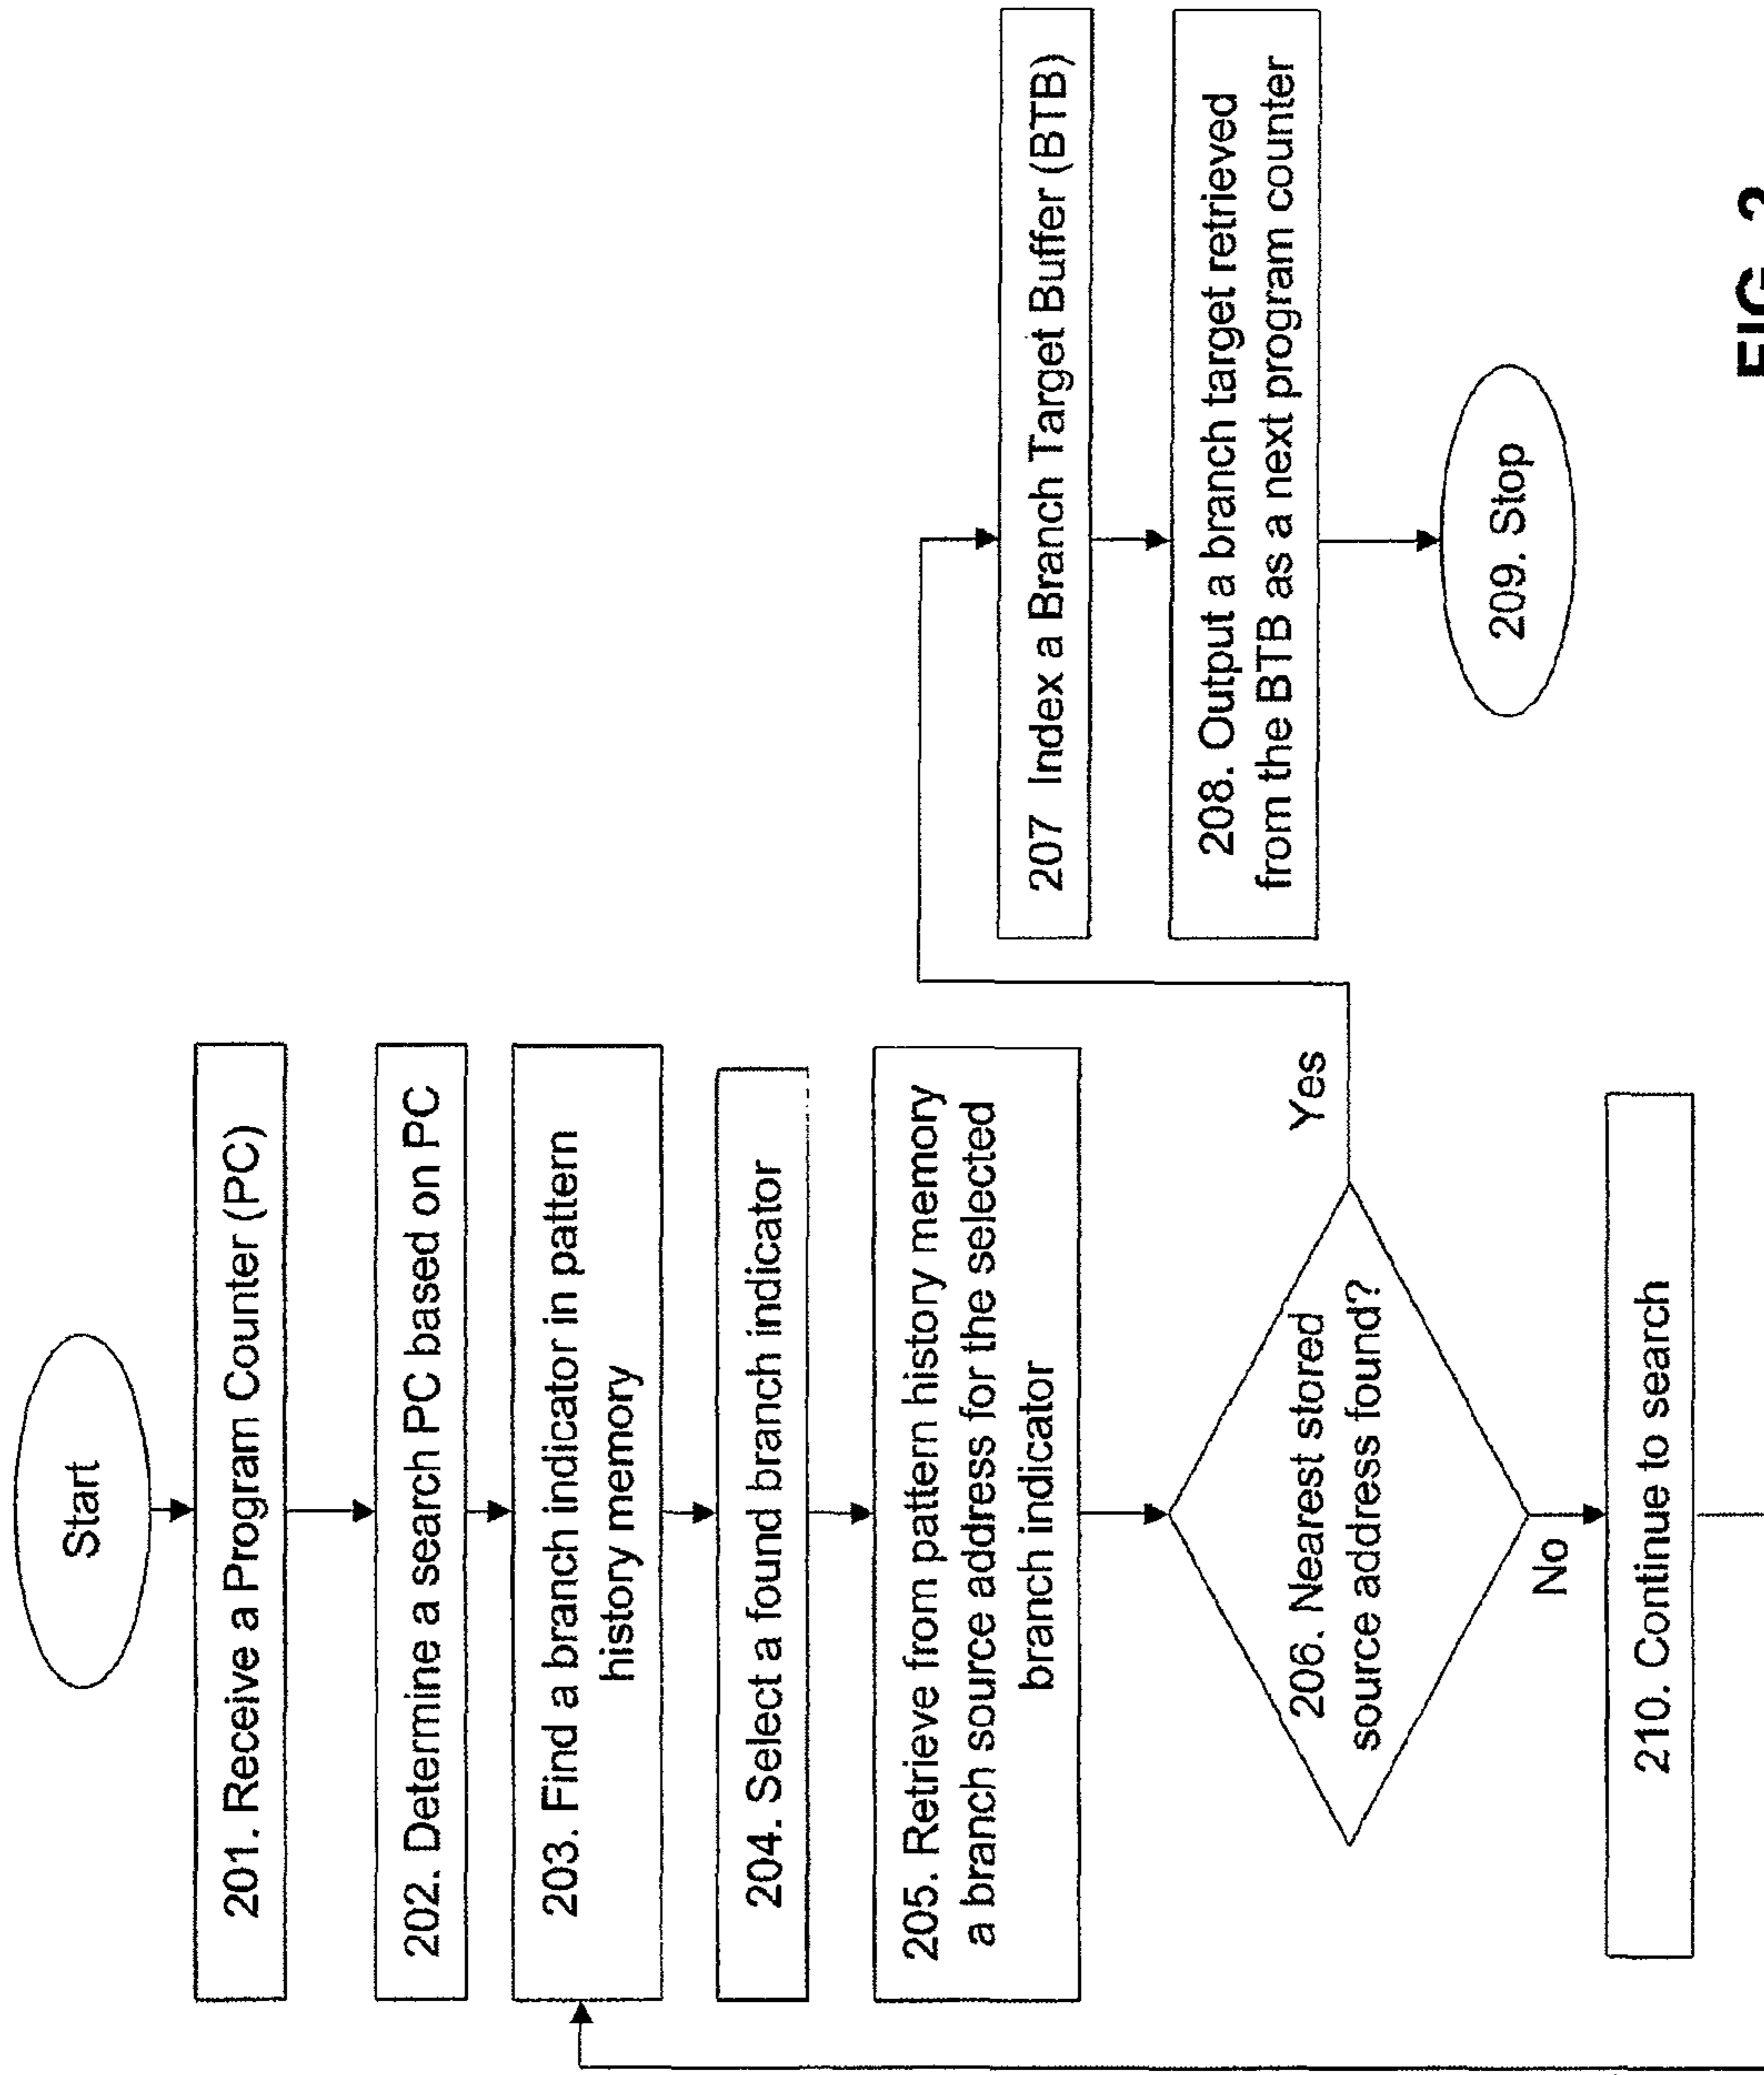 Start
201. Receive a Program Counter (PC)
202. Determine a search PC based on PC
203. Find a branch indicator in pattern
history memory
204. Select a found branch indicator
205. Retrieve from pattern history memory
a branch source address for the selected
branch indicator
206. Nearest stored
source address found?
Yes
No
210. Continue to search
207 Index a Branch Target Buffer (BTB)
208. Output a branch target retrieved
from the BTB as a next program counter
209. Stop
FIG. 2